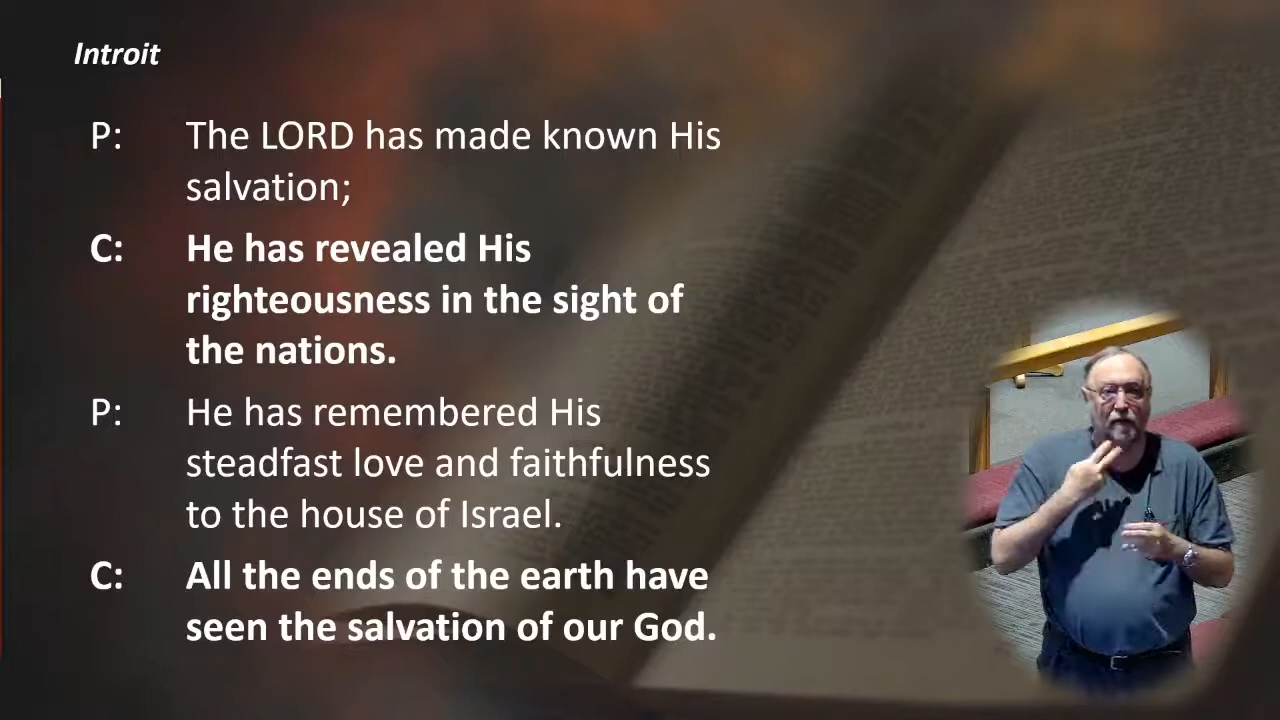 Introit
P: The LORD has made known His
salvation;
C: He has revealed His
righteousness in the sight of
the nations.
P: He has remembered His
steadfast love and faithfulness
to the house of Israel.
C: All the ends of the earth have
seen the salvation of our God.